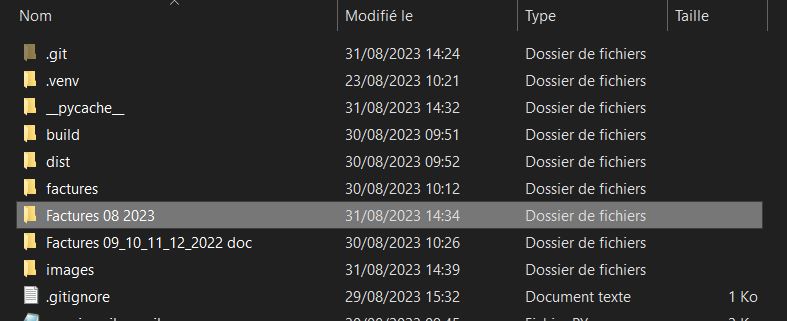 Nom Modifié le Type Taille
.git 31/08/2023 14:24 Dossier de fichiers
.venv 23/08/2023 10:21 Dossier de fichiers
__pycache__ 31/08/2023 14:32 Dossier de fichiers
build 30/08/2023 09:51 Dossier de fichiers
dist 30/08/2023 09:52 Dossier de fichiers
factures 30/08/2023 10:12 Dossier de fichiers
Factures 08 2023 31/08/2023 14:34 Dossier de fichiers
Factures 09_10_11_12_2022 doc 30/08/2023 10:26 Dossier de fichiers
images 31/08/2023 14:39 Dossier de fichiers
.gitignore 29/08/2023 15:32 Document texte 1 Ko